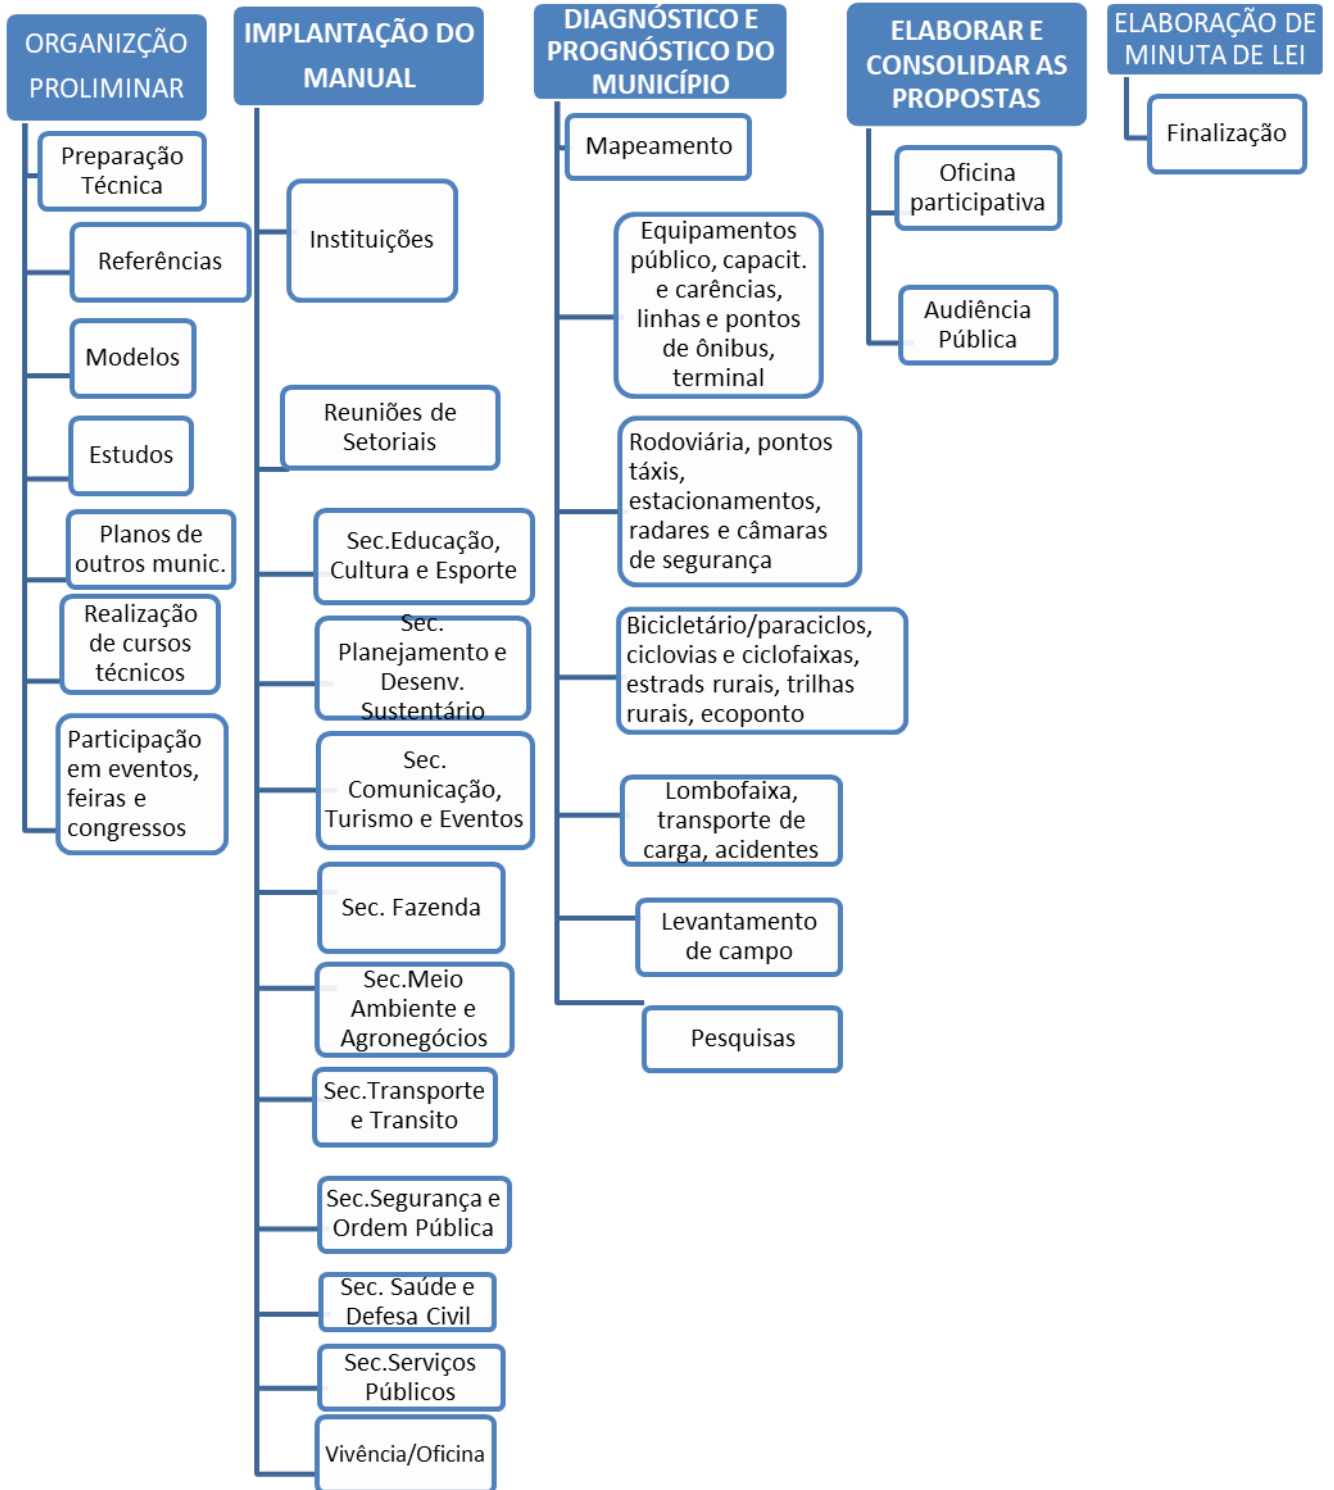 ORGANIZÇÃO
PROLIMINAR
Preparação
Técnica
Referências
Modelos
Estudos
Planos de
outros munic.
Realização
de cursos
técnicos
Participação
em eventos,
feiras e
congressos
IMPLANTAÇÃO DO
MANUAL
Instituições
Reuniões de
Setoriais
Sec.Educação,
Cultura e Esporte
Sec.
Planejamento e
Desenv.
Sustentário
Sec.
Comunicação,
Turismo e Eventos
Sec. Fazenda
Sec.Meio
Ambiente e
Agronegócios
Sec.Transporte
e Transito
Sec.Segurança e
Ordem Pública
Sec. Saúde e
Defesa Civil
Sec.Serviços
Públicos
Vivência/Oficina
DIAGNÓSTICO E
PROGNÓSTICO DO
MUNICÍPIO
Mapeamento
Equipamentos
público, capacit.
e carências,
linhas e pontos
de ônibus,
terminal
Rodoviária, pontos
táxis,
estacionamentos,
radares e câmaras
de segurança
Bicicletário/paraciclos,
ciclovias e ciclofaixas,
estrads rurais, trilhas
rurais, ecoponto
Lombofaixa,
transporte de
carga, acidentes
Levantamento
de campo
Pesquisas
ELABORAR E
CONSOLIDAR AS
PROPOSTAS
Oficina
participativa
Audiência
Pública
ELABORAÇÃO DE
MINUTA DE LEI
Finalização